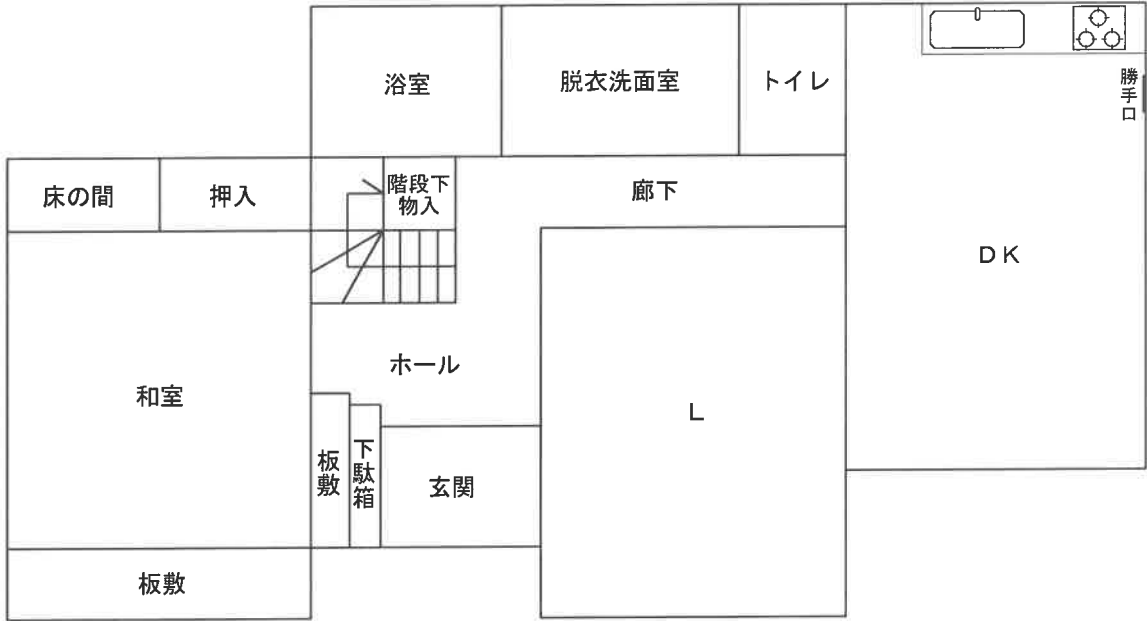 浴室
脱衣洗面室
トイレ
勝手口
床の間
押入
階段下
物入
廊下
DK
ホール
和室
L
板敷
下駄箱
玄関
板敷